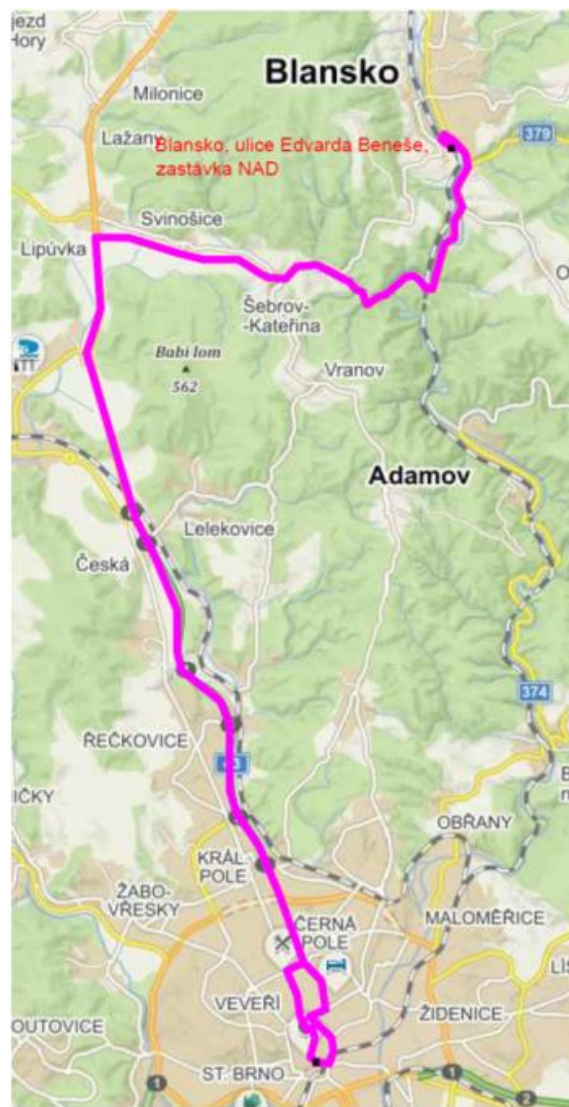 jezd
Hory
Blansko
Milonice
Lažany
379
Blansko, ulice Edvarda Beneše,
zastávka NAD
Svinošice
Lipůvka
O
Šebrov-
-Kateřina
Babí lom
562
Vranov
Adamov
Lelekovice
Česká
374
ŘEČKOVICE
IČKY
OBŘANY
KRÁL.
POLE
ŽABO-
VŘESKY
ČERNÁ
POLE
MALOMĚŘICE
VEVEŘÍ
OUTOVICE
ŽIDENICE
ST. BRNO
1
1
2